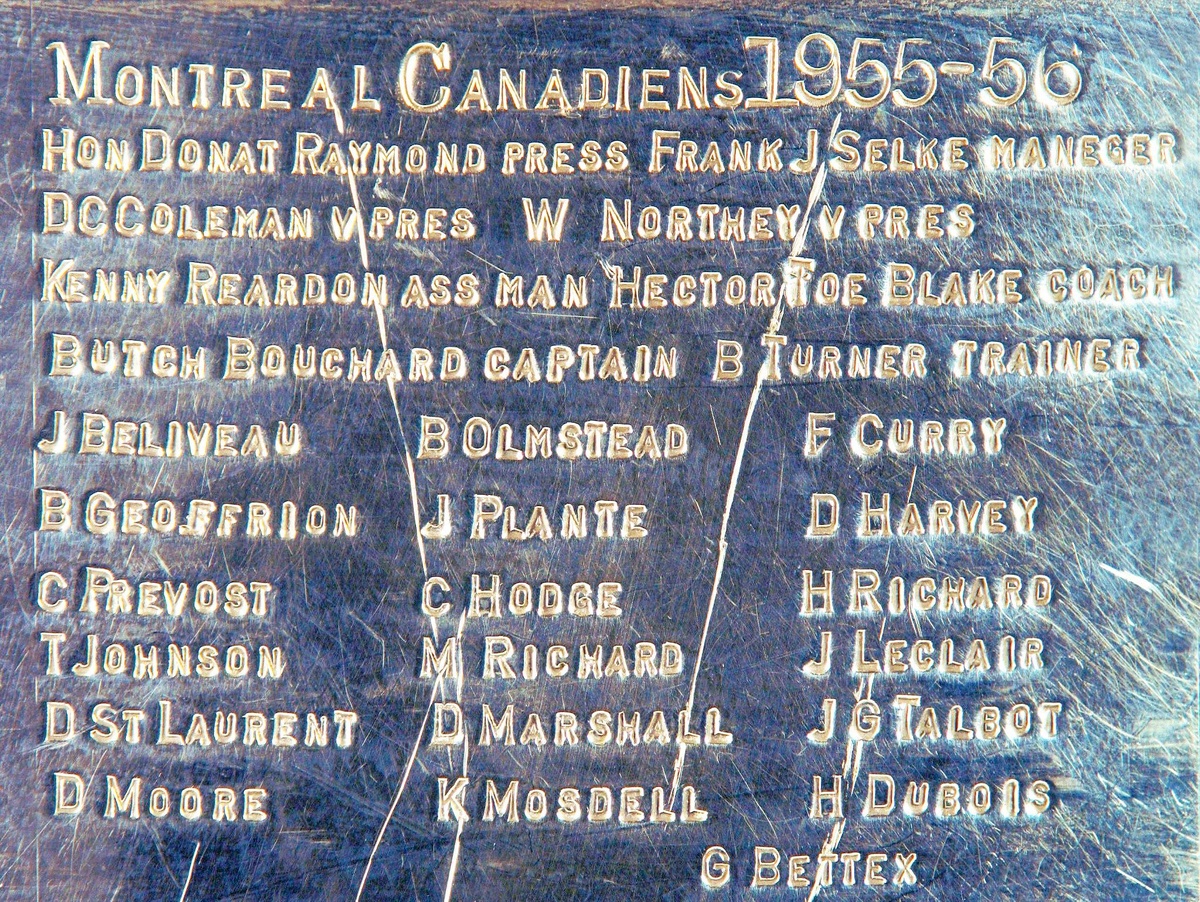 MONTREAL CANADIENS 1955-56
HON DONAT RAYMOND PRESS FRANK J SELKE MANEGER
D C COLEMAN V PRES W NORTHEY V PRES
KENNY REARDON ASS MAN HECTOR TOE BLAKE COACH
BUTCH BOUCHARD CAPTAIN B TURNER TRAINER
J BELIVEAU B OLMSTEAD F CURRY
B GEOFFRION J PLANTE D HARVEY
C PREVOST C HODGE H RICHARD
T JOHNSON M RICHARD J LECLAIR
D ST LAURENT D MARSHALL J G TALBOT
D MOORE K MOSDELL H DUBOIS
G BETTEX